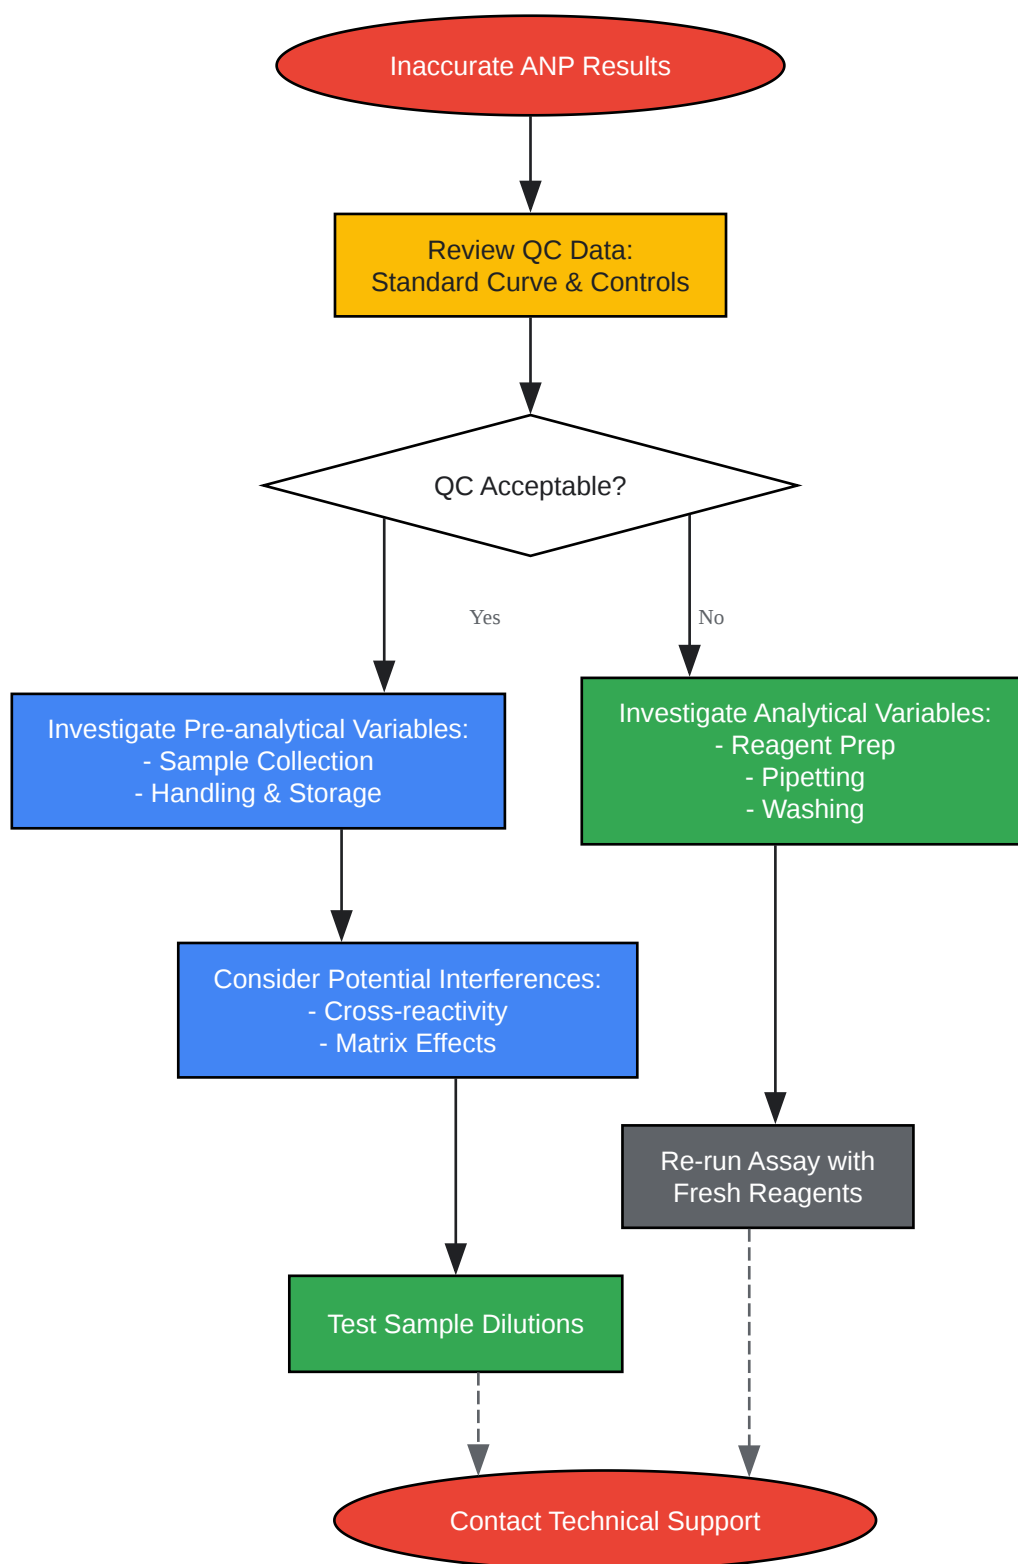 Inaccurate ANP Results
Review QC Data:
Standard Curve & Controls
QC Acceptable?
Yes
No
Investigate Pre-analytical Variables:
- Sample Collection
- Handling & Storage
Investigate Analytical Variables:
- Reagent Prep
- Pipetting
- Washing
Consider Potential Interferences:
- Cross-reactivity
- Matrix Effects
Re-run Assay with
Fresh Reagents
Test Sample Dilutions
Contact Technical Support